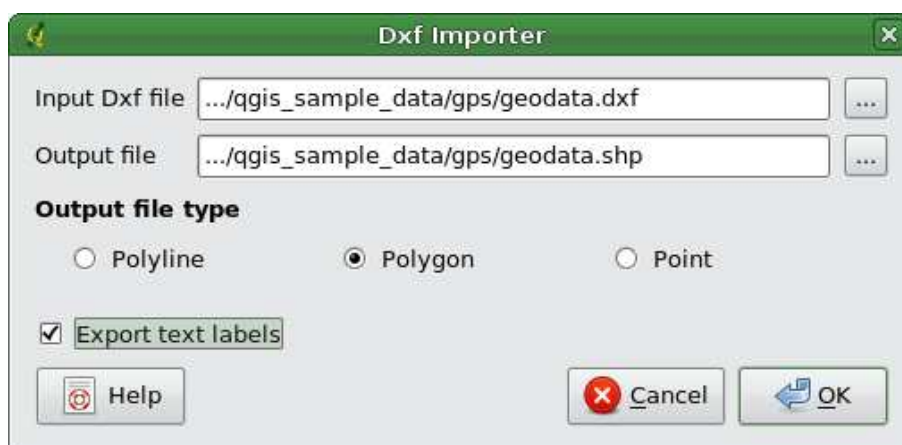 Dxf Importer
Input Dxf file .../qgis_sample_data/gps/geodata.dxf ...
Output file .../qgis_sample_data/gps/geodata.shp ...
Output file type
Polyline Polygon Point
Export text labels
Help Cancel OK